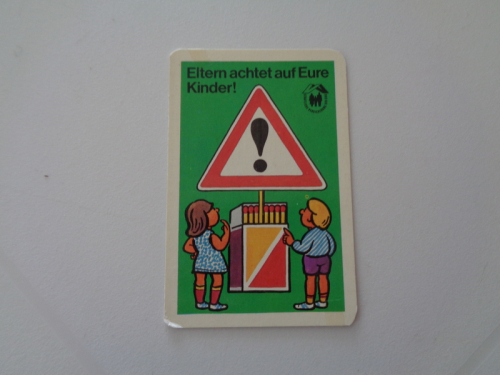 Eltern achtet auf Eure
Kinder!